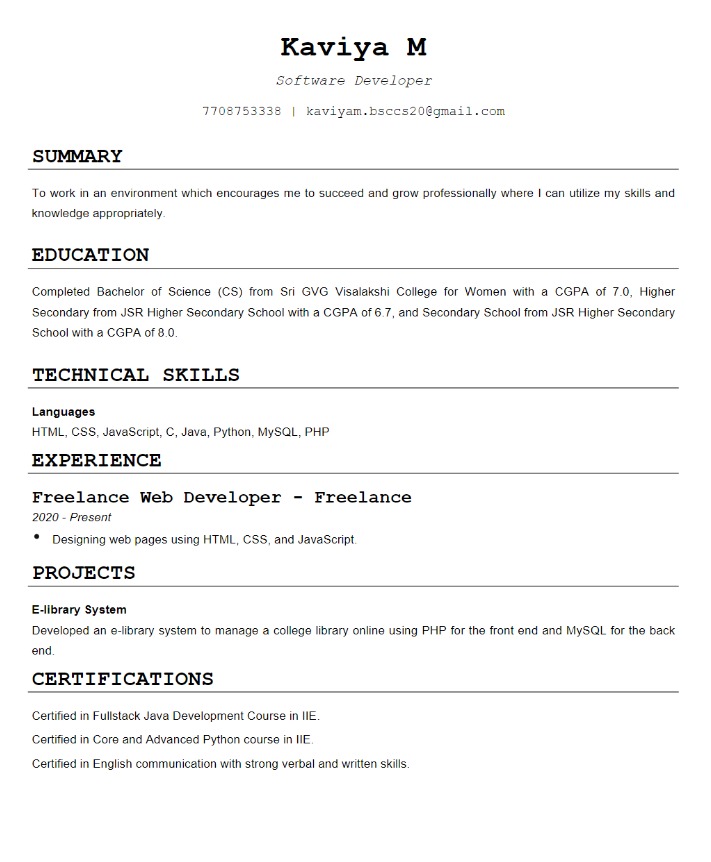 Kaviya M
Software Developer
7708753338 | kaviyam.bsccs20@gmail.com
SUMMARY
To work in an environment which encourages me to succeed and grow professionally where I can utilize my skills and
knowledge appropriately.
EDUCATION
Completed Bachelor of Science (CS) from Sri GVG Visalakshi College for Women with a CGPA of 7.0, Higher
Secondary from JSR Higher Secondary School with a CGPA of 6.7, and Secondary School from JSR Higher Secondary
School with a CGPA of 8.0.
TECHNICAL SKILLS
Languages
HTML, CSS, JavaScript, C, Java, Python, MySQL, PHP
EXPERIENCE
Freelance Web Developer - Freelance
2020 - Present
• Designing web pages using HTML, CSS, and JavaScript.
PROJECTS
E-library System
Developed an e-library system to manage a college library online using PHP for the front end and MySQL for the back
end.
CERTIFICATIONS
Certified in Fullstack Java Development Course in IIE.
Certified in Core and Advanced Python course in IIE.
Certified in English communication with strong verbal and written skills.